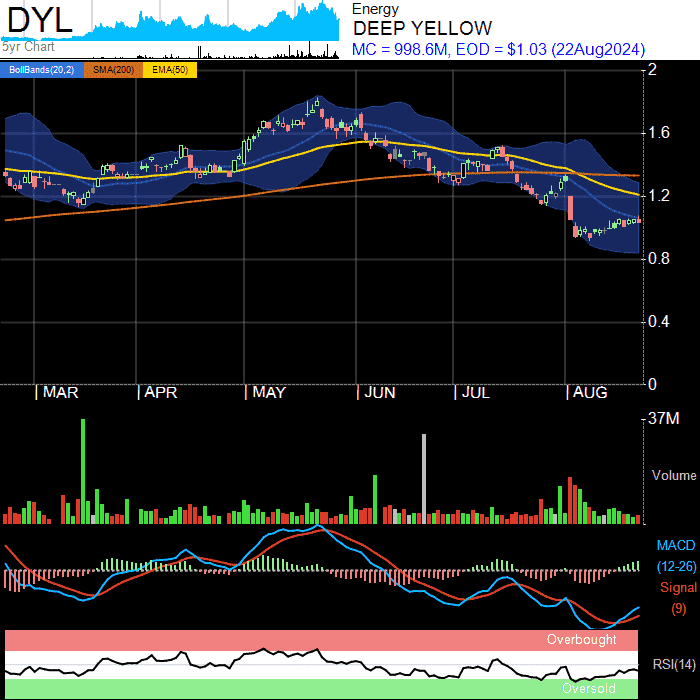 DYL
5yr Chart
Energy
DEEP YELLOW
MC = 998.6M, EOD = $1.03 (22Aug2024)
BollBands(20,2) SMA(200) EMA(50)
2
1.6
1.2
0.8
0.4
0
| MAR | APR | MAY | JUN | JUL | AUG
37M
Volume
MACD
(12-26)
Signal
(9)
Overbought
RSI(14)
Oversold